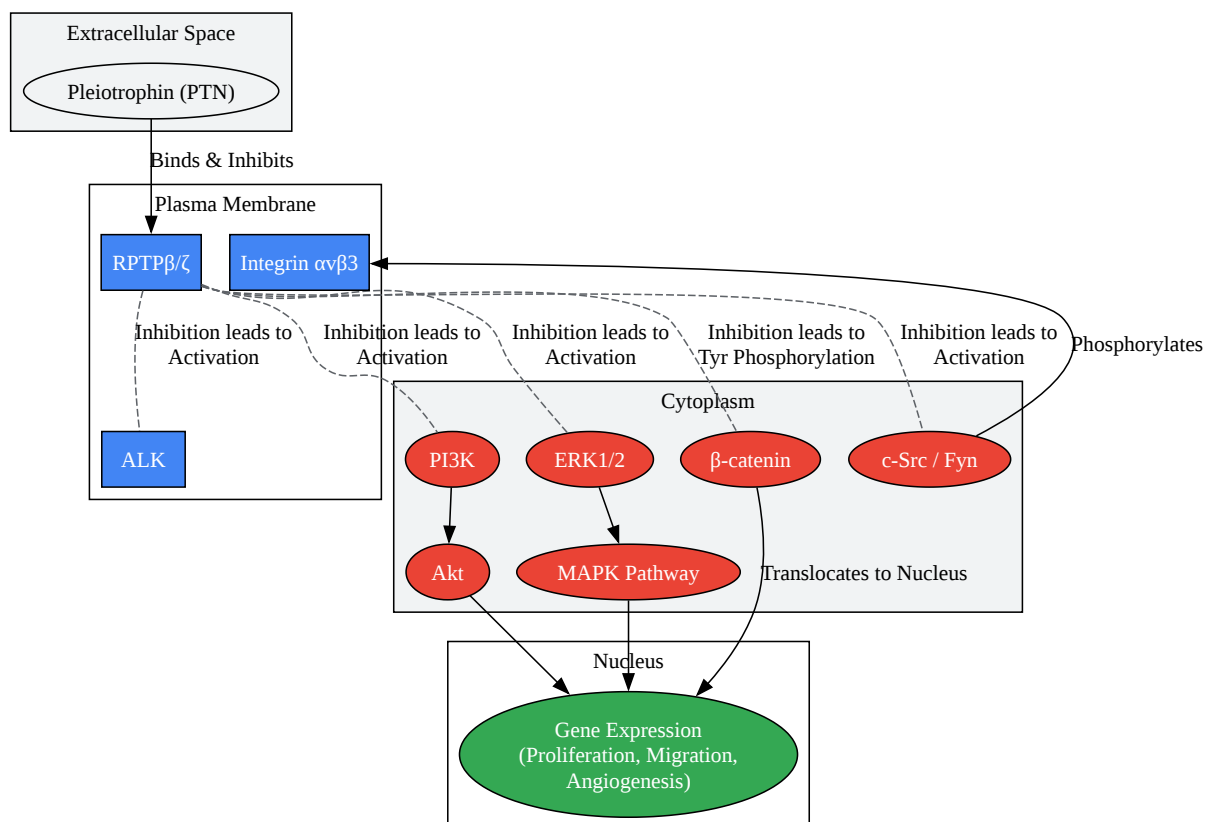 Extracellular Space
Pleiotrophin (PTN)
Binds & Inhibits
Plasma Membrane
RPTPβ/ζ
Integrin αvβ3
Inhibition leads to
Activation
Inhibition leads to
Activation
Inhibition leads to
Activation
Inhibition leads to
Tyr Phosphorylation
Inhibition leads to
Activation
Phosphorylates
Cytoplasm
ALK
PI3K
ERK1/2
β-catenin
c-Src / Fyn
Akt
MAPK Pathway
Translocates to Nucleus
Nucleus
Gene Expression
(Proliferation, Migration,
Angiogenesis)